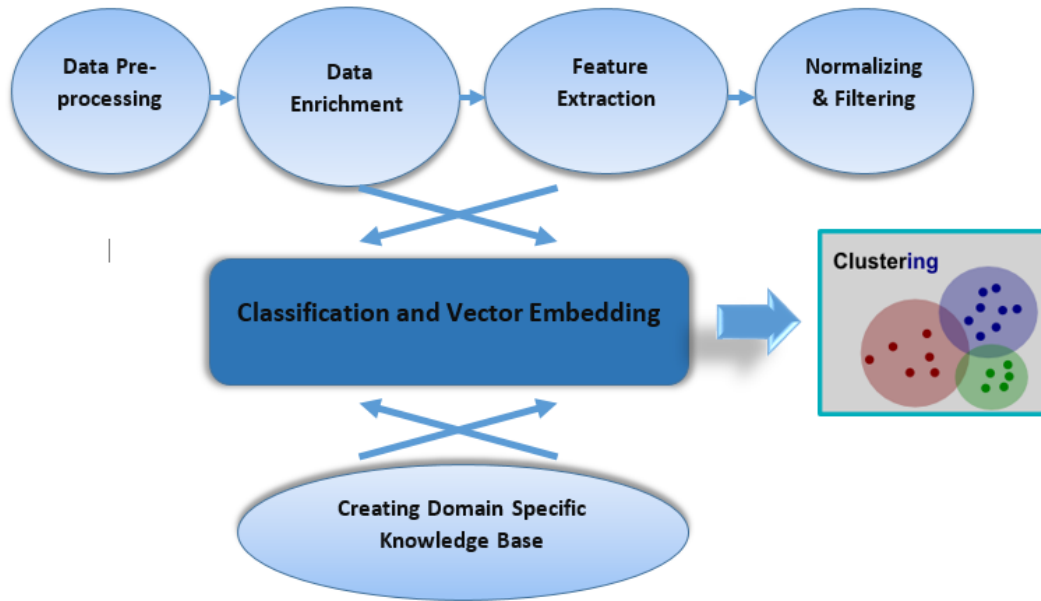 Data Pre-
processing
Data
Enrichment
Feature
Extraction
Normalizing
& Filtering
Classification and Vector Embedding
Clustering
Creating Domain Specific
Knowledge Base